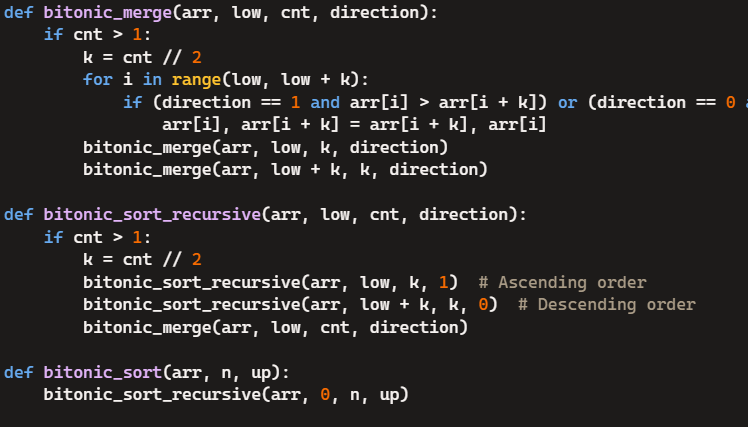 def bitonic_merge(arr, low, cnt, direction):
    if cnt > 1:
        k = cnt // 2
        for i in range(low, low + k):
            if (direction == 1 and arr[i] > arr[i + k]) or (direction == 0
                arr[i], arr[i + k] = arr[i + k], arr[i]
        bitonic_merge(arr, low, k, direction)
        bitonic_merge(arr, low + k, k, direction)

def bitonic_sort_recursive(arr, low, cnt, direction):
    if cnt > 1:
        k = cnt // 2
        bitonic_sort_recursive(arr, low, k, 1)  # Ascending order
        bitonic_sort_recursive(arr, low + k, k, 0)  # Descending order
        bitonic_merge(arr, low, cnt, direction)

def bitonic_sort(arr, n, up):
    bitonic_sort_recursive(arr, 0, n, up)